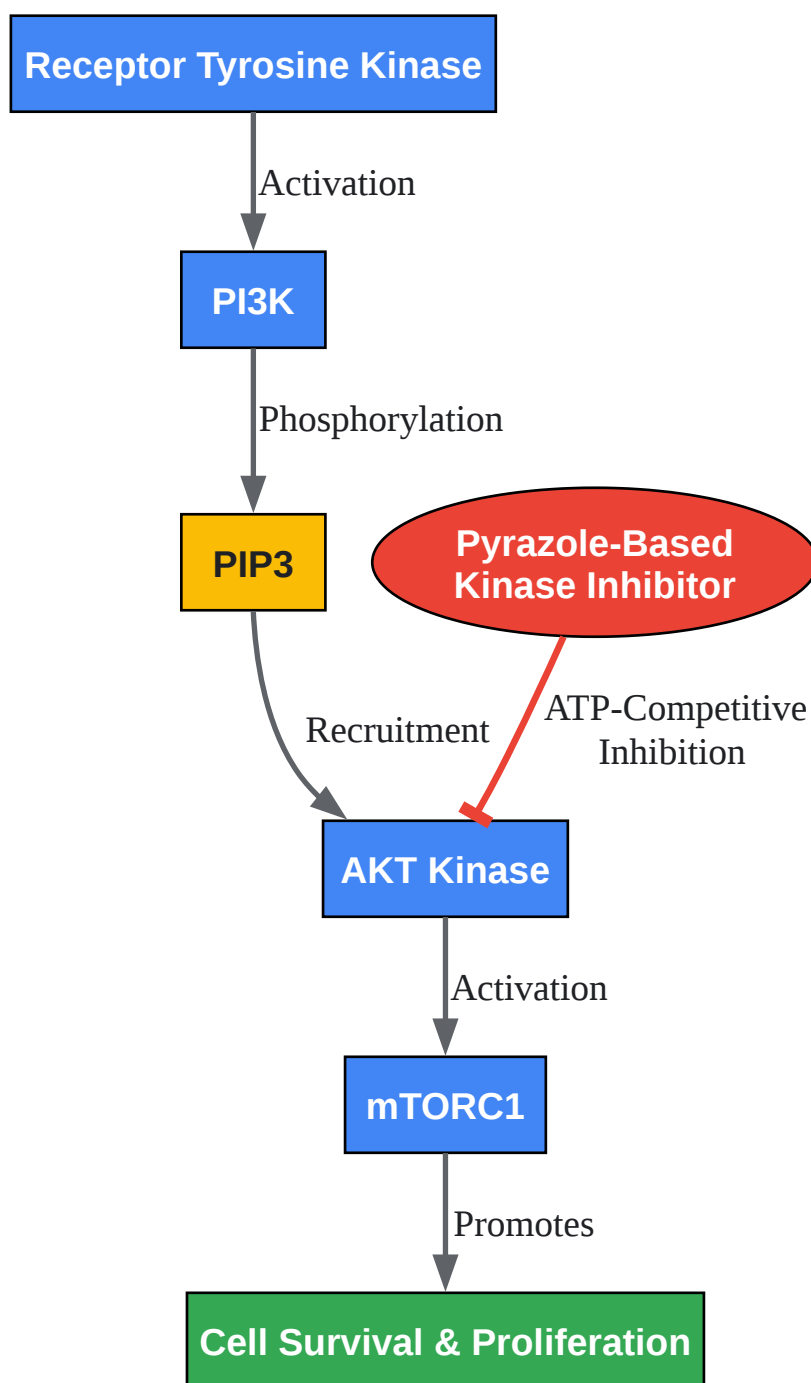 Receptor Tyrosine Kinase
Activation
PI3K
Phosphorylation
PIP3
Pyrazole-Based
Kinase Inhibitor
Recruitment
ATP-Competitive
Inhibition
AKT Kinase
Activation
mTORC1
Promotes
Cell Survival & Proliferation